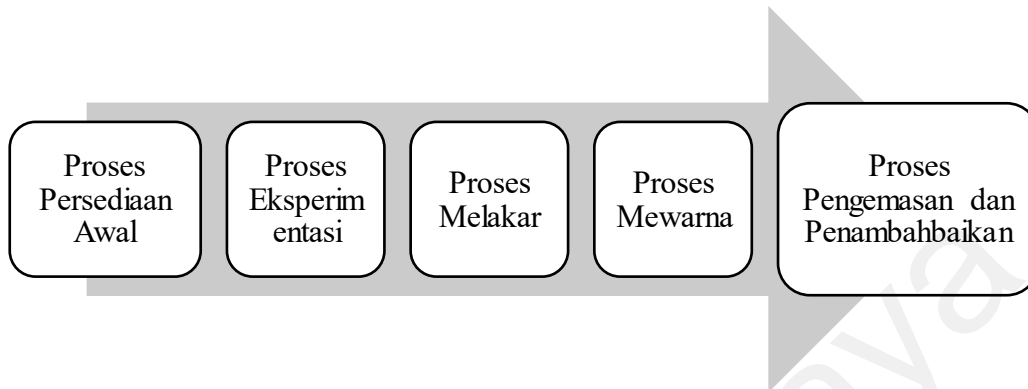 Proses
Persediaan
Awal
Proses
Eksperim
entasi
Proses
Melakar
Proses
Mewarna
Proses
Pengemasan dan
Penambahbaikan